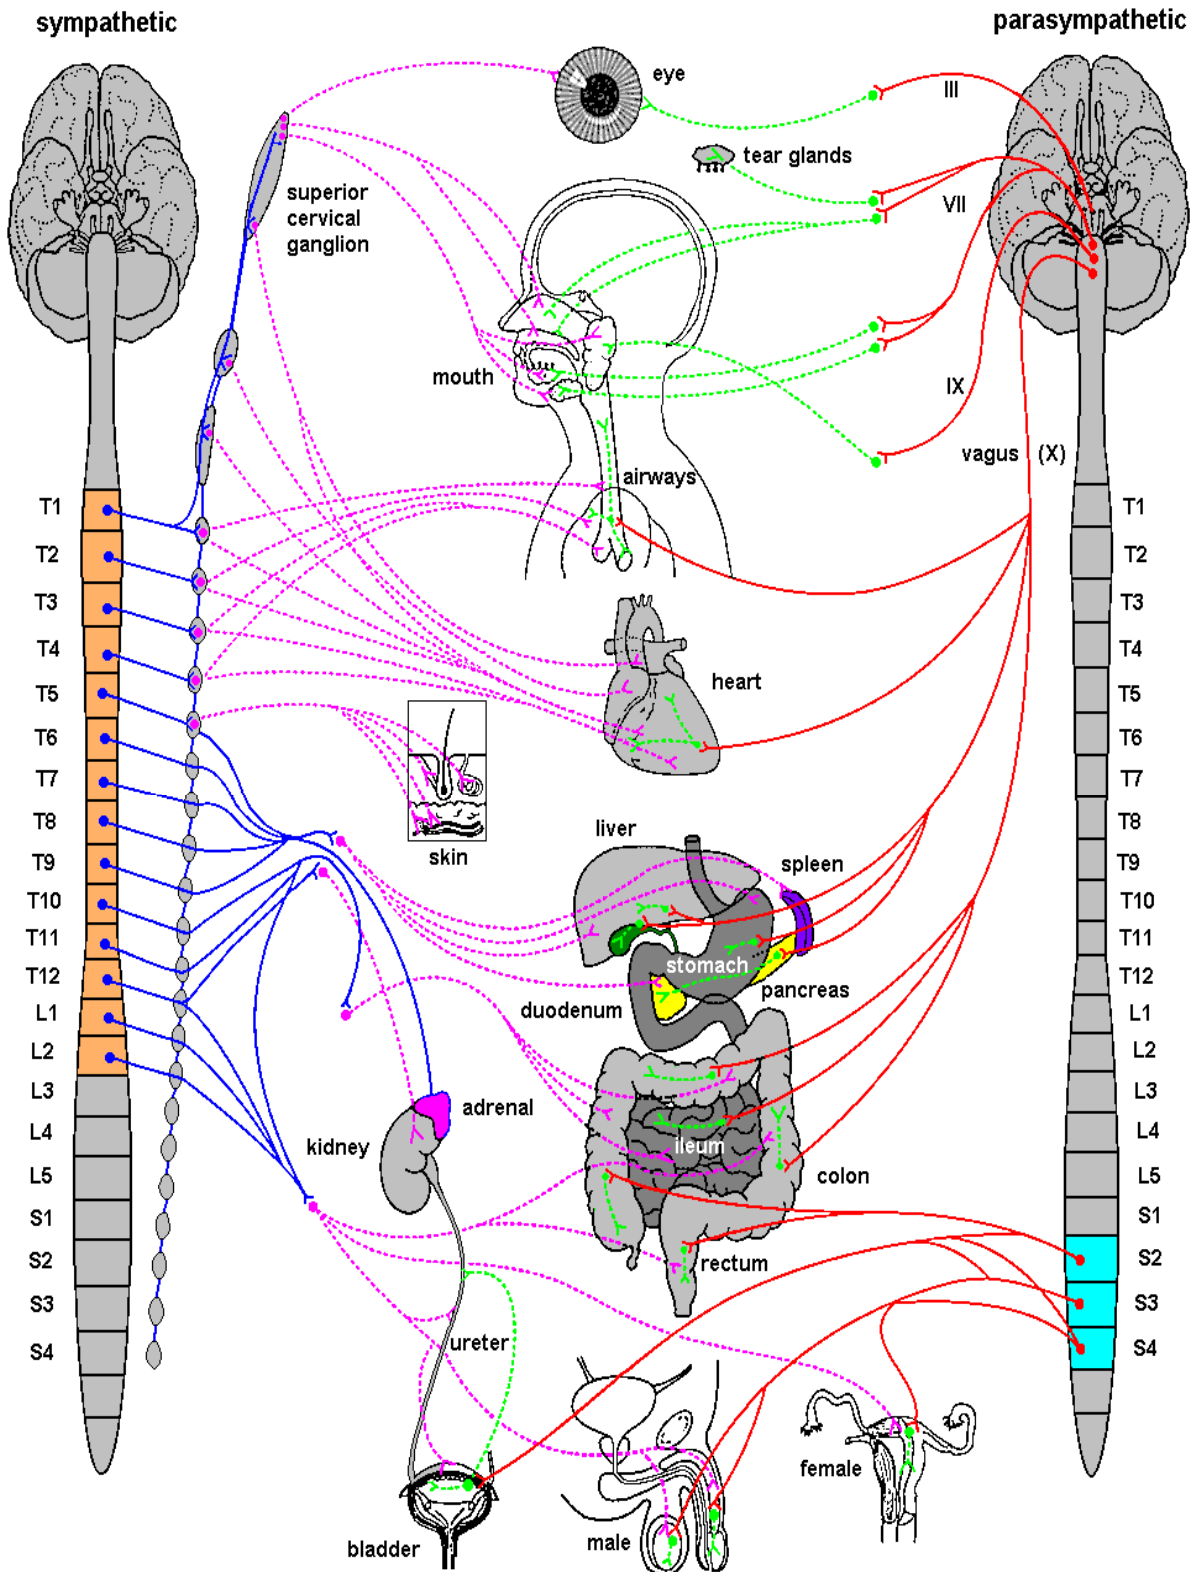 sympathetic
parasympathetic
eye
III
tear glands
superior
cervical
ganglion
VII
mouth
IX
vagus (X)
airways
T1
T2
T3
T4
T5
T6
T7
T8
T9
T10
T11
T12
L1
L2
L3
L4
L5
S1
S2
S3
S4
heart
skin
liver
spleen
stomach
pancreas
duodenum
adrenal
kidney
ileum
colon
rectum
ureter
bladder
male
female
T1
T2
T3
T4
T5
T6
T7
T8
T9
T10
T11
T12
L1
L2
L3
L4
L5
S1
S2
S3
S4